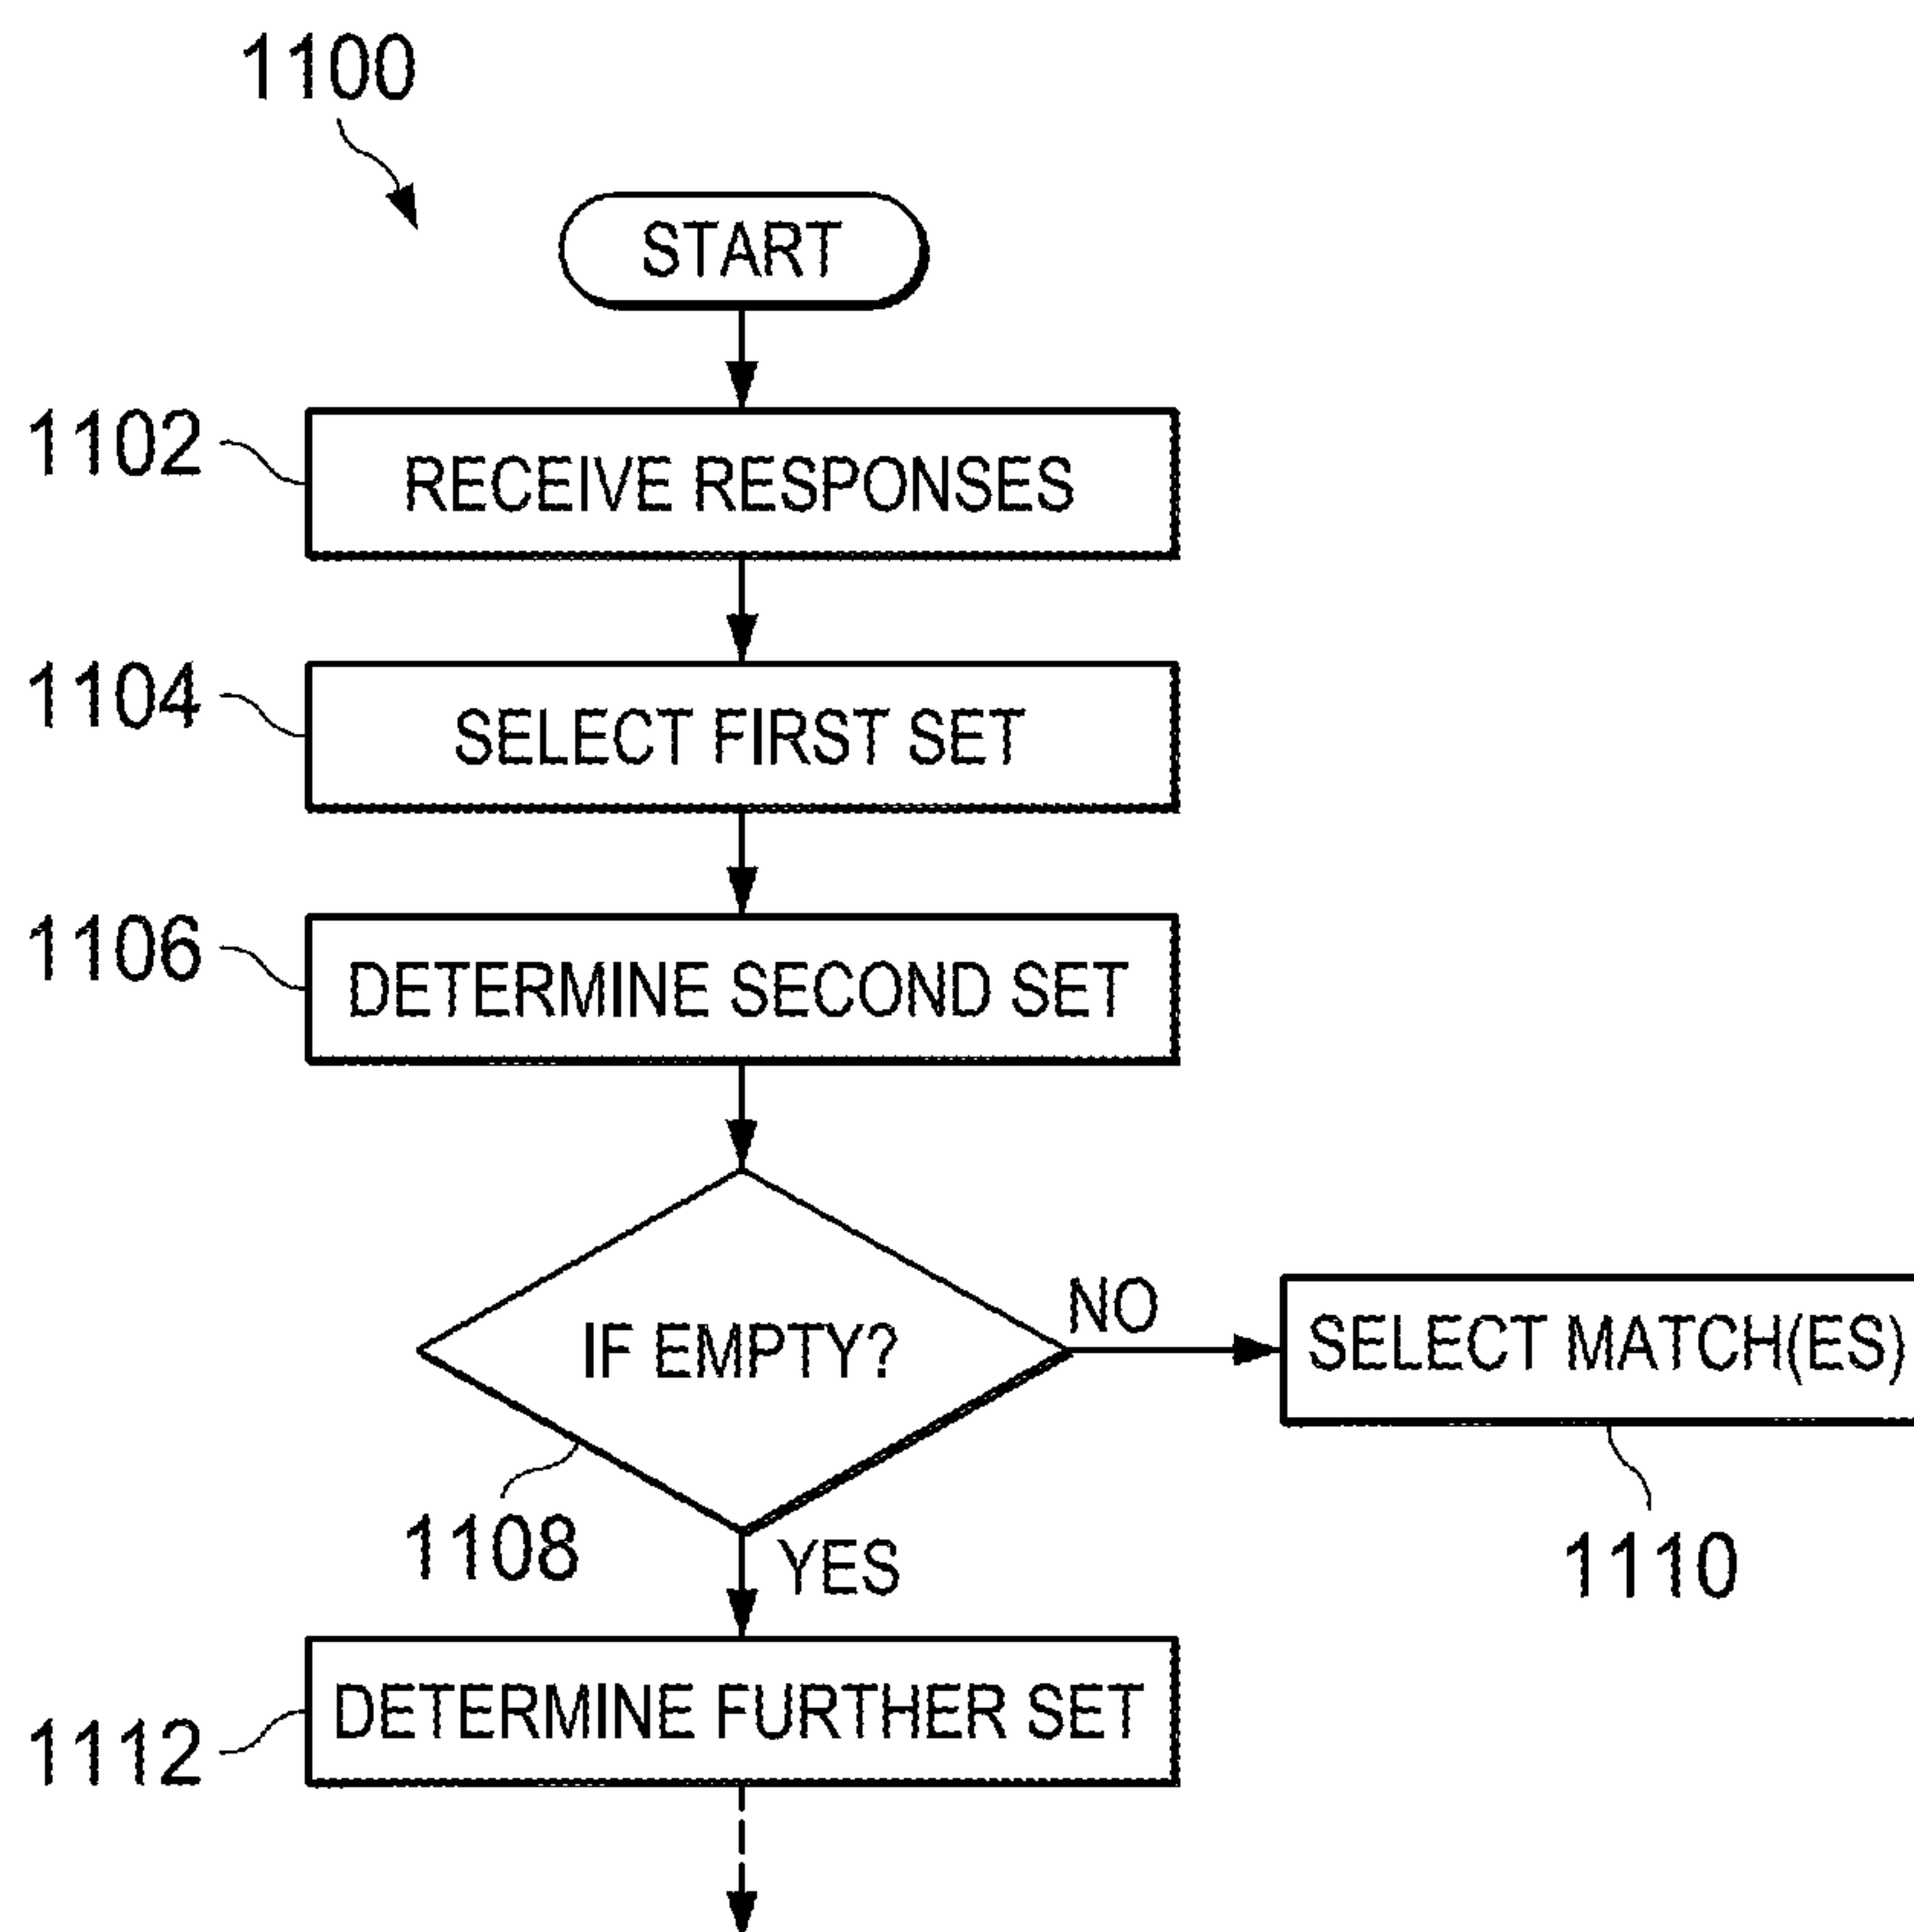 1100
START
1102
RECEIVE RESPONSES
1104
SELECT FIRST SET
1106
DETERMINE SECOND SET
IF EMPTY?
NO
SELECT MATCH(ES)
1108
YES
1110
DETERMINE FURTHER SET
1112